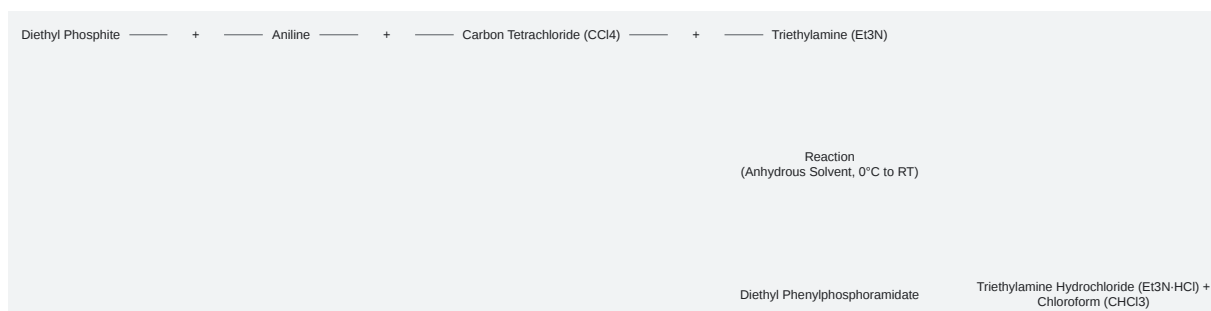 Diethyl Phosphite + Aniline + Carbon Tetrachloride (CCl4) + Triethylamine (Et3N)
Reaction
(Anhydrous Solvent, 0°C to RT)
Diethyl Phenylphosphoramidate
Triethylamine Hydrochloride (Et3N·HCl) +
Chloroform (CHCl3)